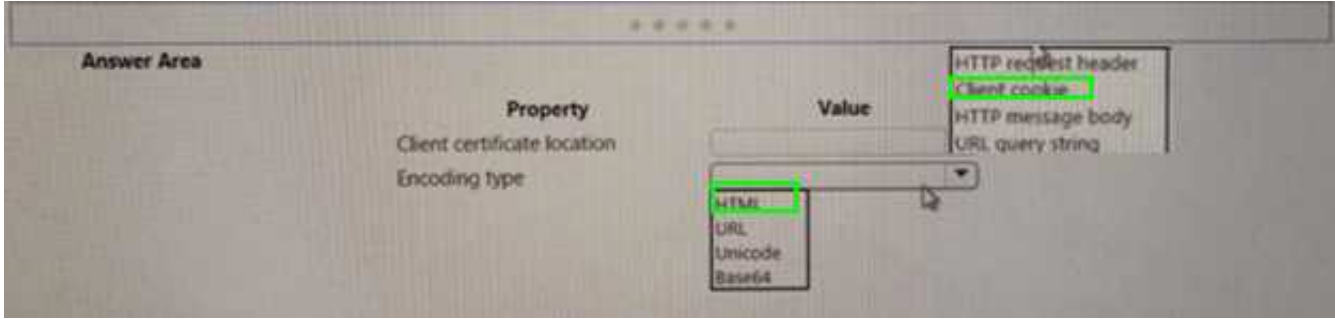 Answer Area
HTTP request header
Client cookie
HTTP message body
URL query string
Property
Value
Client certificate location
Encoding type
HTML
URL
Unicode
Base64